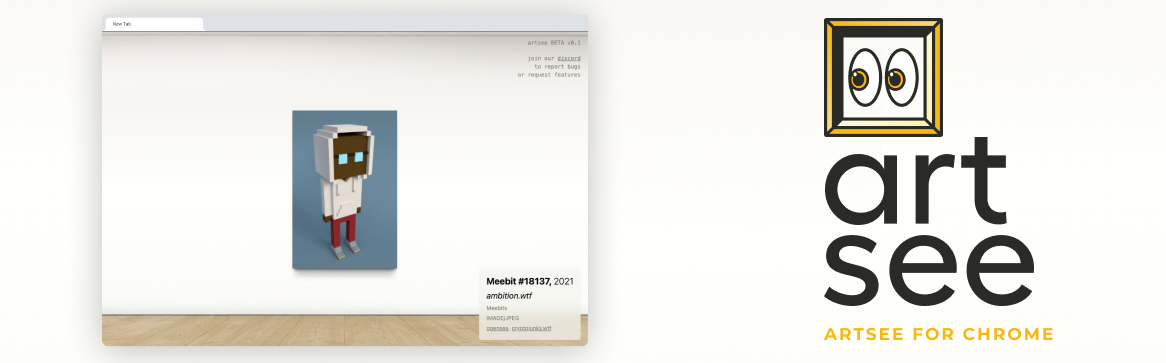 New Tab
artsee BETA v0.1
join our discord
to report bugs
or request features
Meebit #18137, 2021
ambition.wtf
Meebits
IMAGE/JPEG
opensea, cryptojunks.wtf
art
see
ARTSEE FOR CHROME